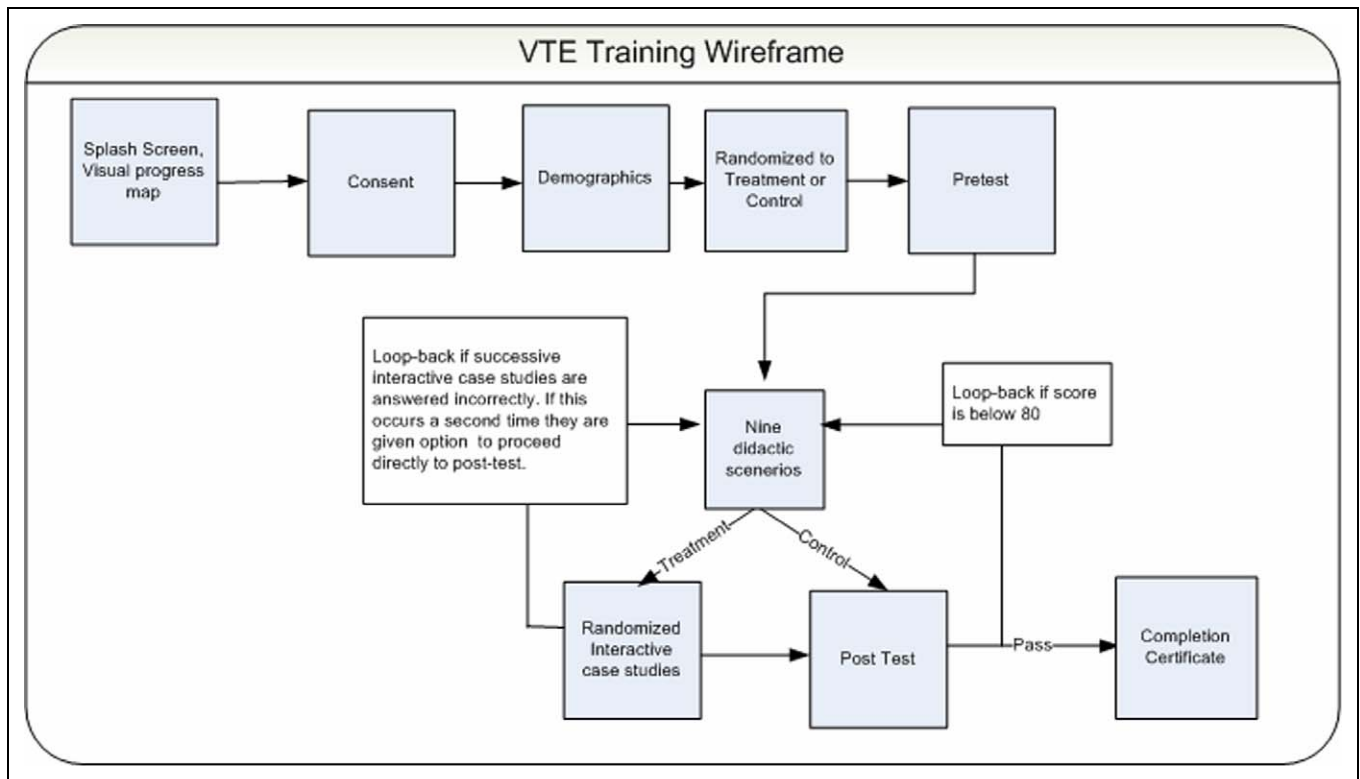 VTE Training Wireframe
Splash Screen,
Visual progress
map
Consent
Demographics
Randomized to
Treatment or
Control
Pretest
Loop-back if successive
interactive case studies are
answered incorrectly. If this
occurs a second time they are
given option to proceed
directly to post-test.
Nine
didactic
scenerios
Loop-back if score
is below 80
Treatment
Control
Randomized
Interactive
case studies
Post Test
Pass
Completion
Certificate